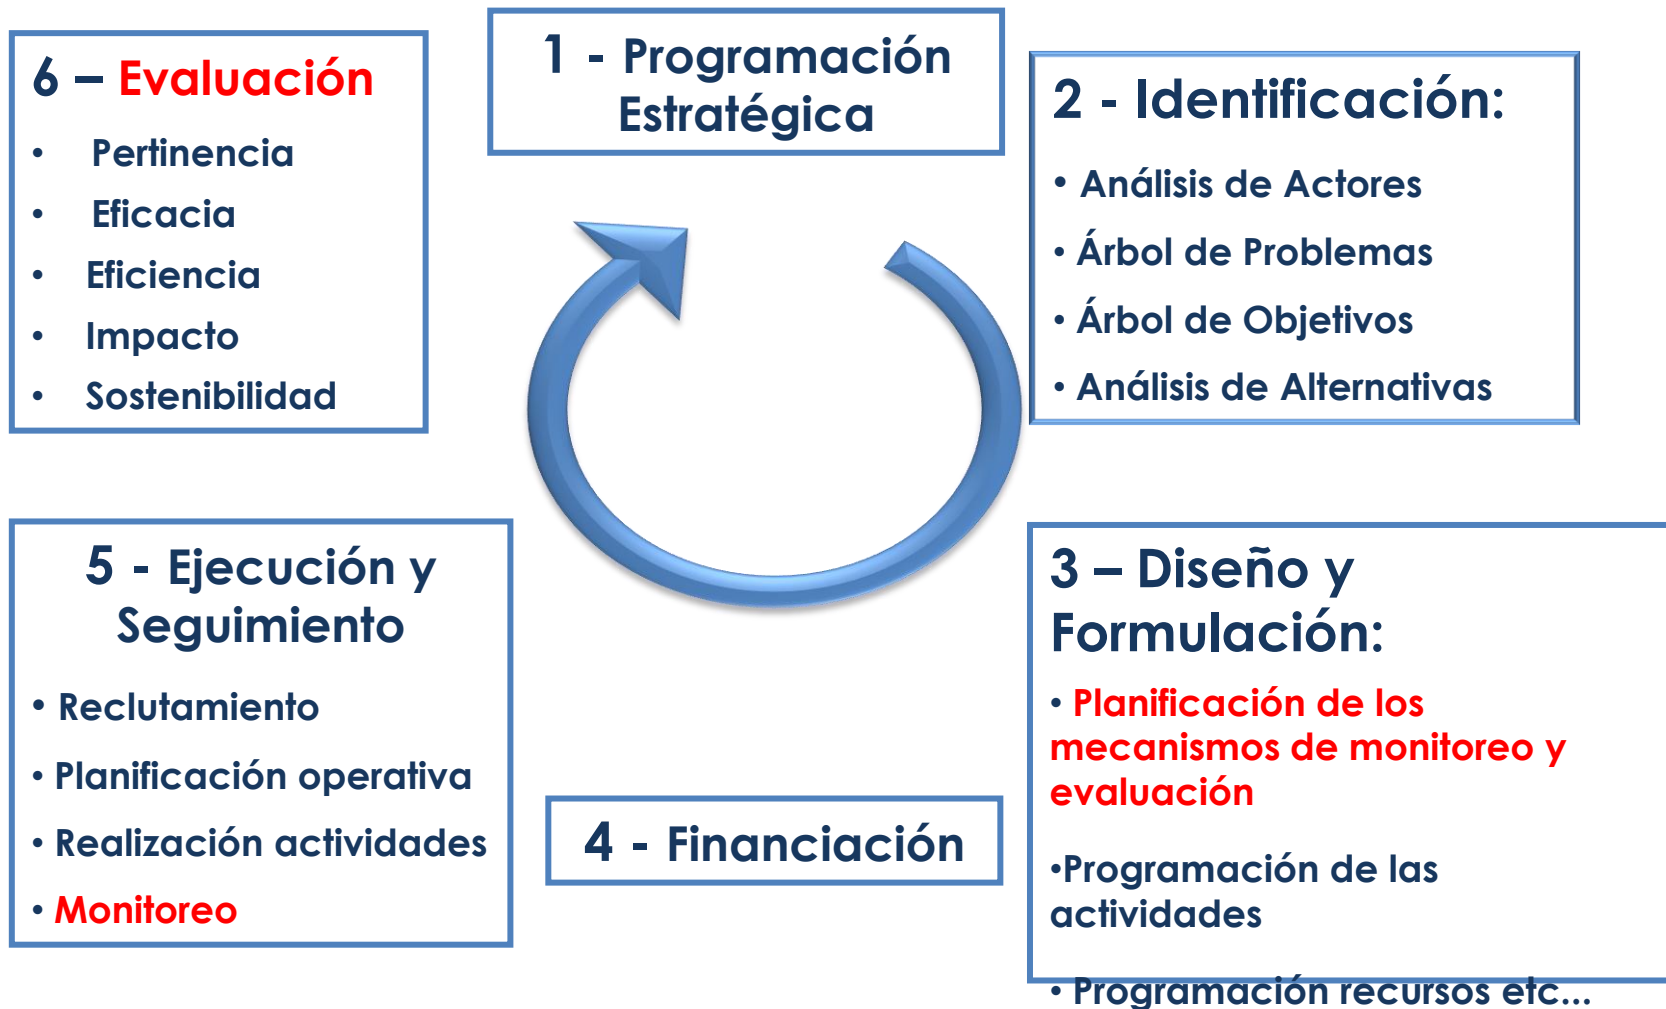 1 - Programación
Estratégica
2 - Identificación:
• Análisis de Actores
• Árbol de Problemas
• Árbol de Objetivos
• Análisis de Alternativas
3 – Diseño y
Formulación:
• Planificación de los
mecanismos de monitoreo y
evaluación
•Programación de las
actividades
• Programación recursos etc...
4 - Financiación
5 - Ejecución y
Seguimiento
• Reclutamiento
• Planificación operativa
• Realización actividades
• Monitoreo
6 – Evaluación
• Pertinencia
• Eficacia
• Eficiencia
• Impacto
• Sostenibilidad